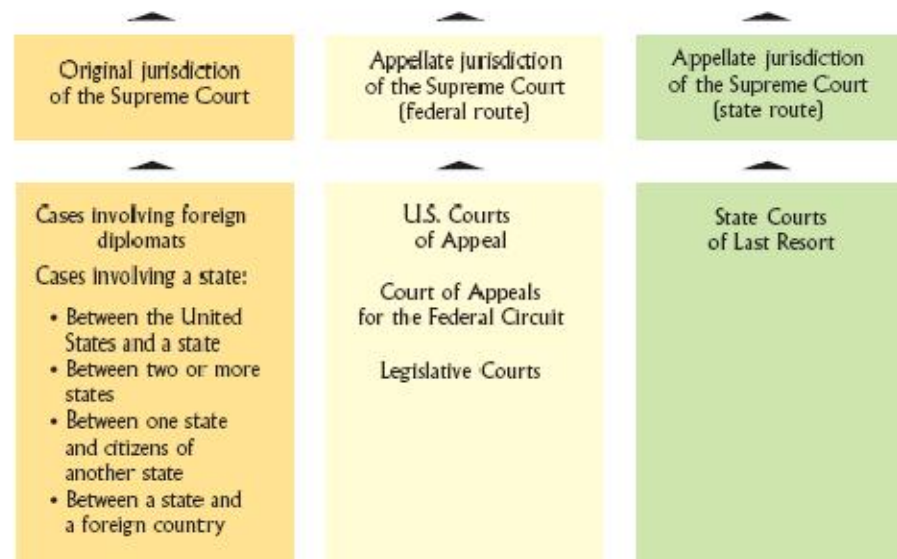 Original jurisdiction
of the Supreme Court
Appellate jurisdiction
of the Supreme Court
(federal route)
Appellate jurisdiction
of the Supreme Court
(state route)
Cases involving foreign
diplomats
Cases involving a state:
• Between the United
States and a state
• Between two or more
states
• Between one state
and citizens of
another state
• Between a state and
a foreign country
U.S. Courts
of Appeal
Court of Appeals
for the Federal Circuit
Legislative Courts
State Courts
of Last Resort